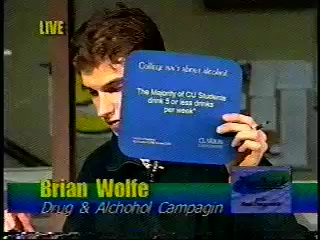 LIVE
College isn't about alcohol...
The Majority of CU Students
drink 5 or less drinks
per week*
CLARION
Brian Wolfe
Drug & Alchohol Campagin